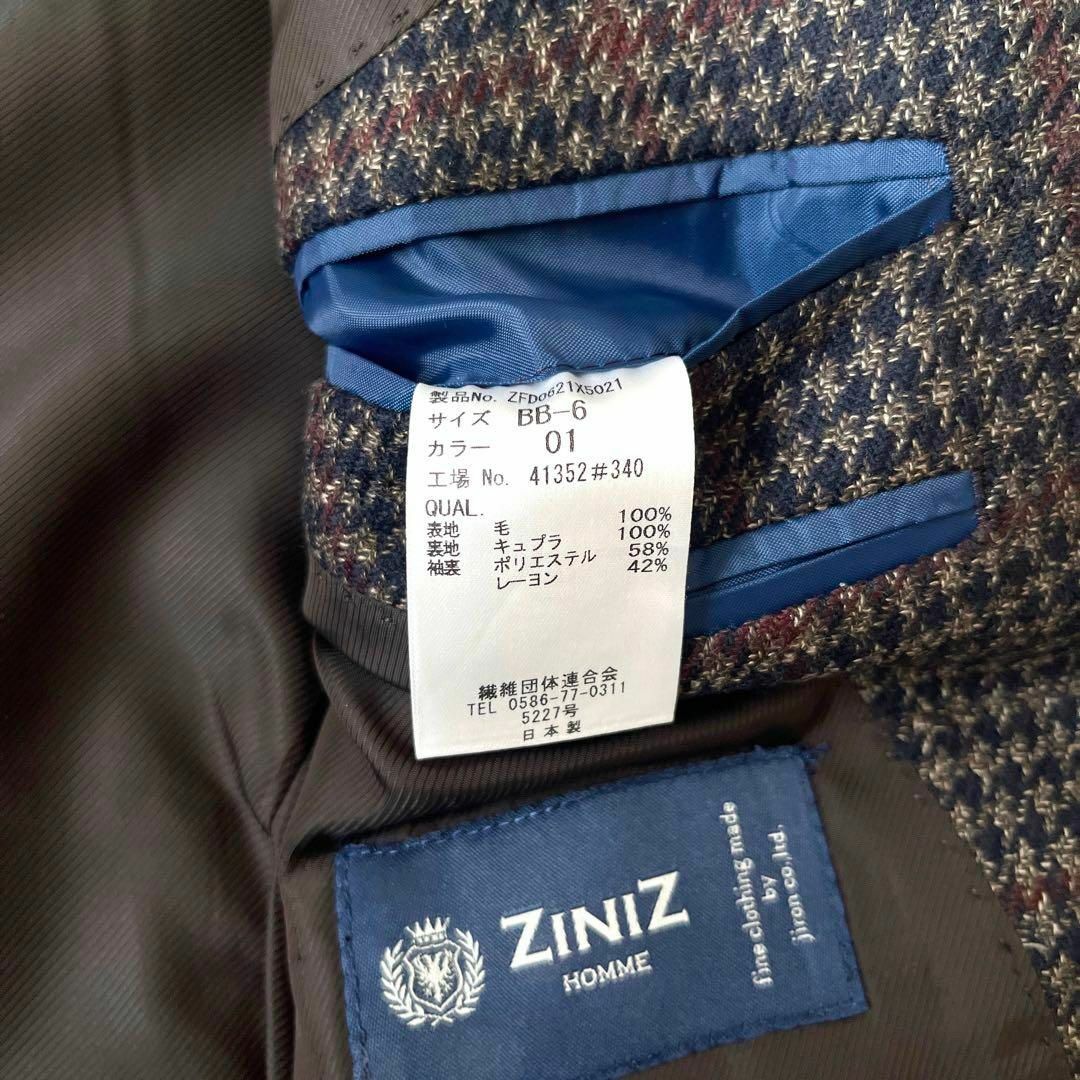 製品No. ZFD0621X5021
サイズ BB-6
カラー 01
工場 No. 41352#340
QUAL.
表地 毛 100%
裏地 キュプラ 100%
袖裏 ポリエステル 58%
レーヨン 42%
繊維団体連合会
TEL 0586-77-0311
5227号
日本製
ZINIZ
HOMME
fine clothing made
by
jiron co.,ltd.